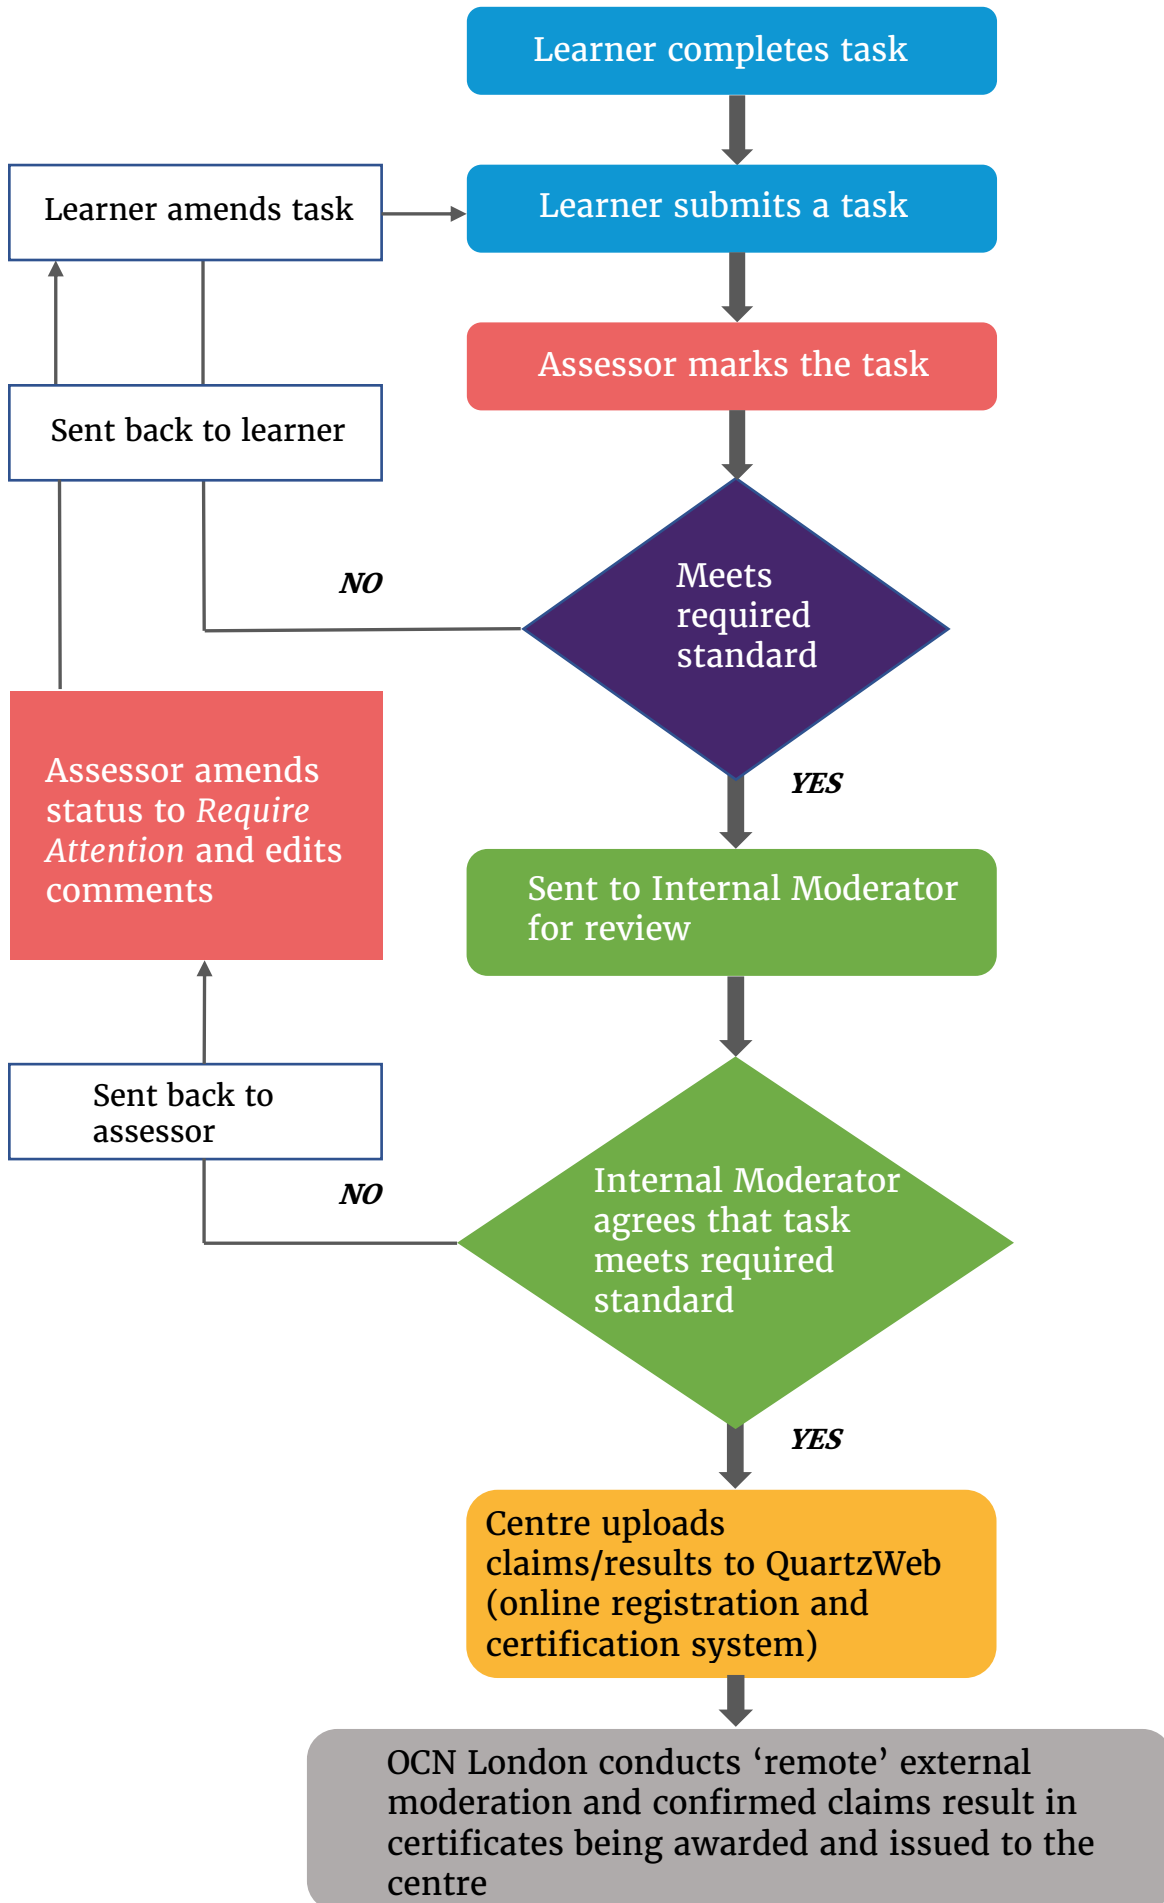 Learner completes task
Learner amends task
Learner submits a task
Assessor marks the task
Sent back to learner
Meets
required
standard
NO
YES
Assessor amends
status to Require
Attention and edits
comments
Sent to Internal Moderator
for review
Sent back to
assessor
NO
Internal Moderator
agrees that task
meets required
standard
YES
Centre uploads
claims/results to QuartzWeb
(online registration and
certification system)
OCN London conducts ‘remote’ external
moderation and confirmed claims result in
certificates being awarded and issued to the
centre